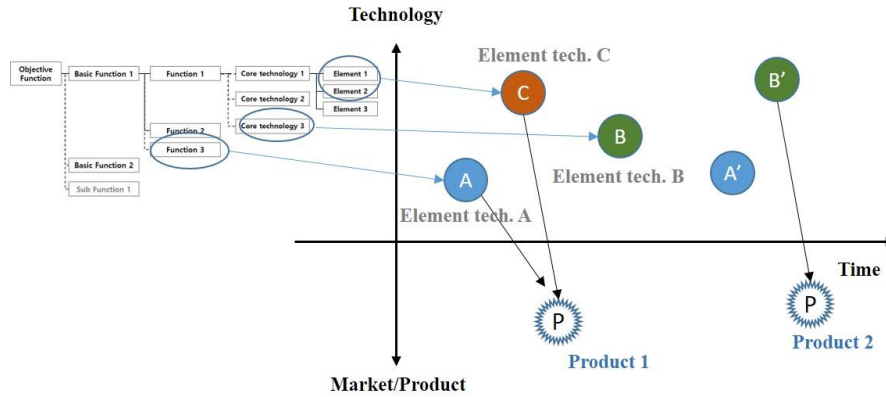 Technology
Objective
Function
Basic Function 1
Function 1
Core technology 1
Element 1
Element 2
Element 3
Core technology 2
Core technology 3
Function 2
Function 3
Basic Function 2
Sub Function 1
Element tech. C
C
B'
B
Element tech. B
A
Element tech. A
A'
Time
P
Product 1
P
Product 2
Market/Product